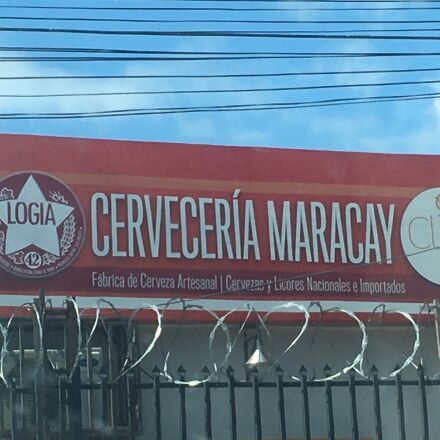 LOGIA
42
CERVECERÍA MARACAY
Fábrica de Cerveza Artesanal | Cervezas y Licores Nacionales e Importados